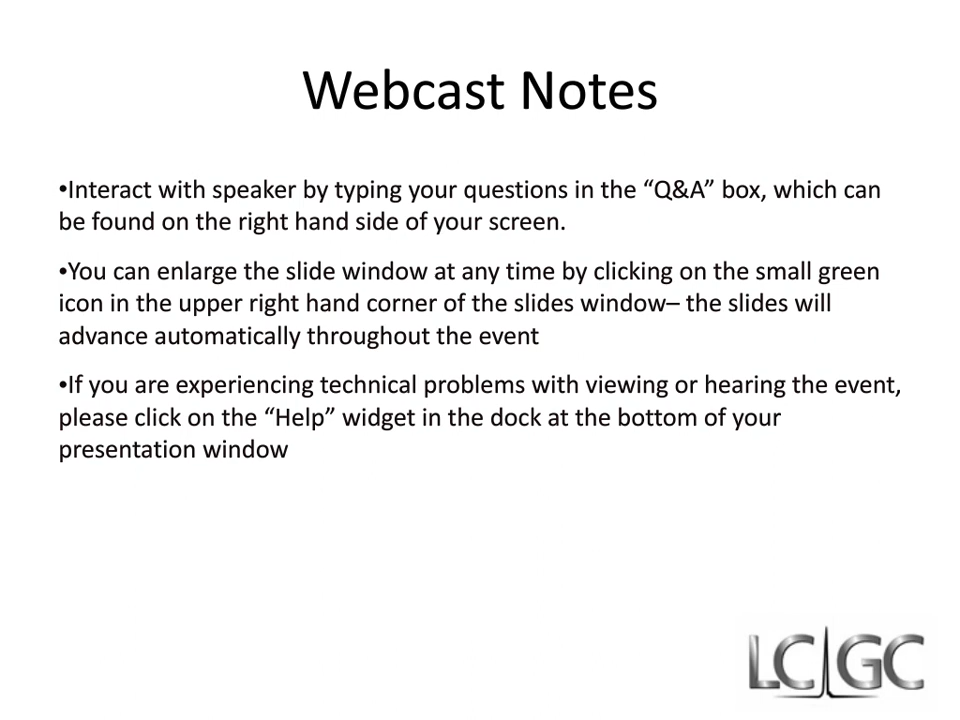 Webcast Notes
•Interact with speaker by typing your questions in the “Q&A” box, which can
be found on the right hand side of your screen.
•You can enlarge the slide window at any time by clicking on the small green
icon in the upper right hand corner of the slides window– the slides will
advance automatically throughout the event
•If you are experiencing technical problems with viewing or hearing the event,
please click on the “Help” widget in the dock at the bottom of your
presentation window
LC GC